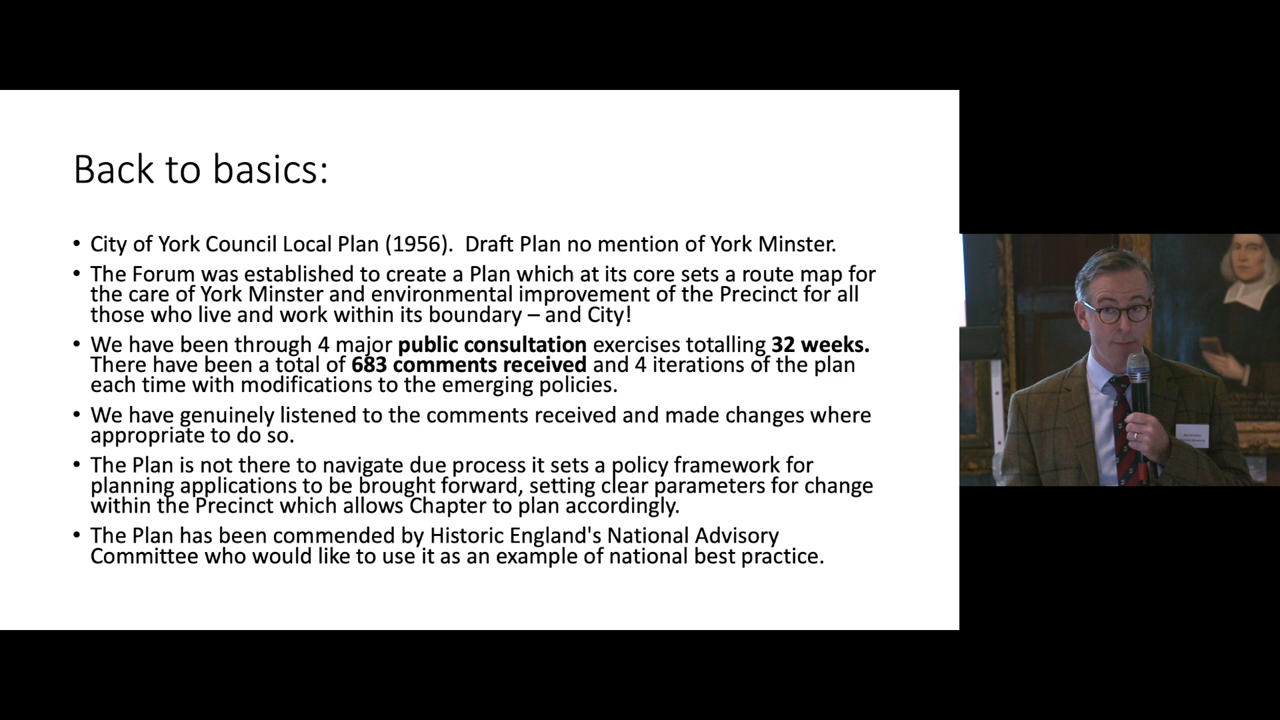 Back to basics:
• City of York Council Local Plan (1956).  Draft Plan no mention of York Minster.
• The Forum was established to create a Plan which at its core sets a route map for
the care of York Minster and environmental improvement of the Precinct for all
those who live and work within its boundary – and City!
• We have been through 4 major public consultation exercises totalling 32 weeks.
There have been a total of 683 comments received and 4 iterations of the plan
each time with modifications to the emerging policies.
• We have genuinely listened to the comments received and made changes where
appropriate to do so.
• The Plan is not there to navigate due process it sets a policy framework for
planning applications to be brought forward, setting clear parameters for change
within the Precinct which allows Chapter to plan accordingly.
• The Plan has been commended by Historic England's National Advisory
Committee who would like to use it as an example of national best practice.